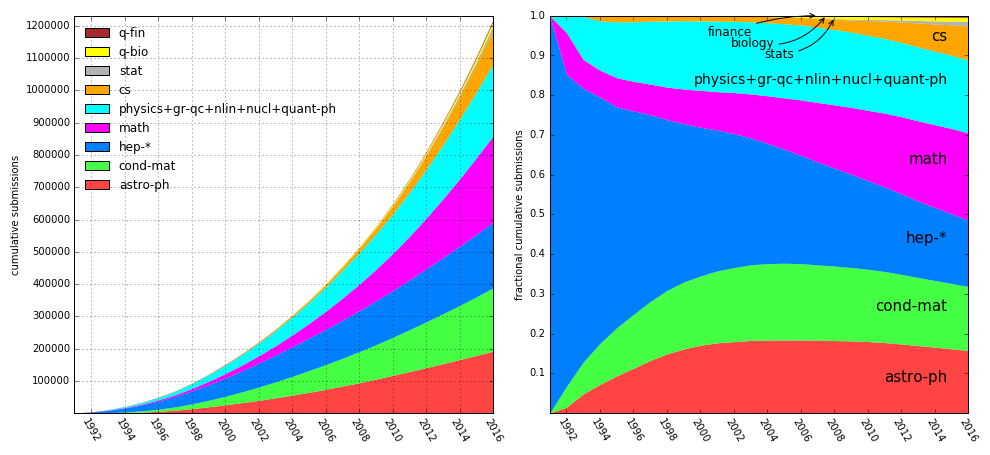 cumulative submissions
1200000
1100000
1000000
900000
800000
700000
600000
500000
400000
300000
200000
100000
q-fin
q-bio
stat
cs
physics+gr-qc+nlin+nucl+quant-ph
math
hep-*
cond-mat
astro-ph
1992 1994 1996 1998 2000 2002 2004 2006 2008 2010 2012 2014 2016
fractional cumulative submissions
1.0
0.9
0.8
0.7
0.6
0.5
0.4
0.3
0.2
0.1
finance
biology
stats
cs
physics+gr-qc+nlin+nucl+quant-ph
math
hep-*
cond-mat
astro-ph
1992 1994 1996 1998 2000 2002 2004 2006 2008 2010 2012 2014 2016